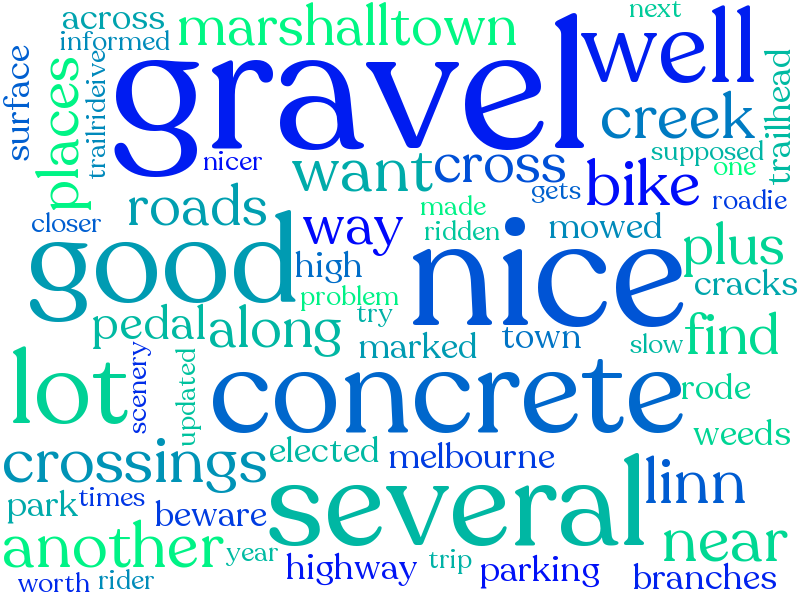 across
marshalltown
next
informed
gravel
well
surface
places
trailrideive
creek
trailhead
nicer
want
cross
supposed
one
bike
gets
roadie
closer
roads
way
made
ridden
mowed
plus
good
high
nice
cracks
problem
pedal
along
try
marked
town
slow
find
lot
scenery
updated
concrete
rode
weeds
crossings
elected
melbourne
linn
park
times
beware
several
another
year
near
highway
trip
parking
branches
worth
rider